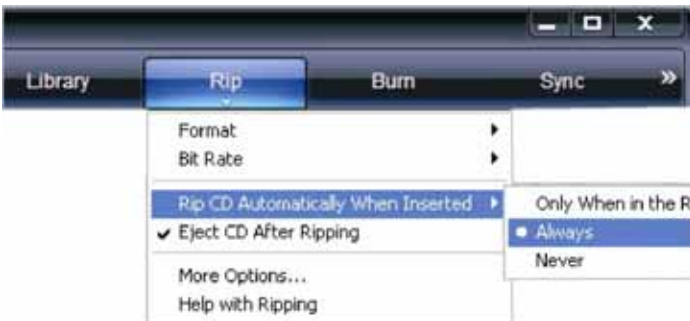 Library Rip Burn Sync »
Format
Bit Rate
Rip CD Automatically When Inserted
Only When in the R
Eject CD After Ripping
Always
Never
More Options...
Help with Ripping